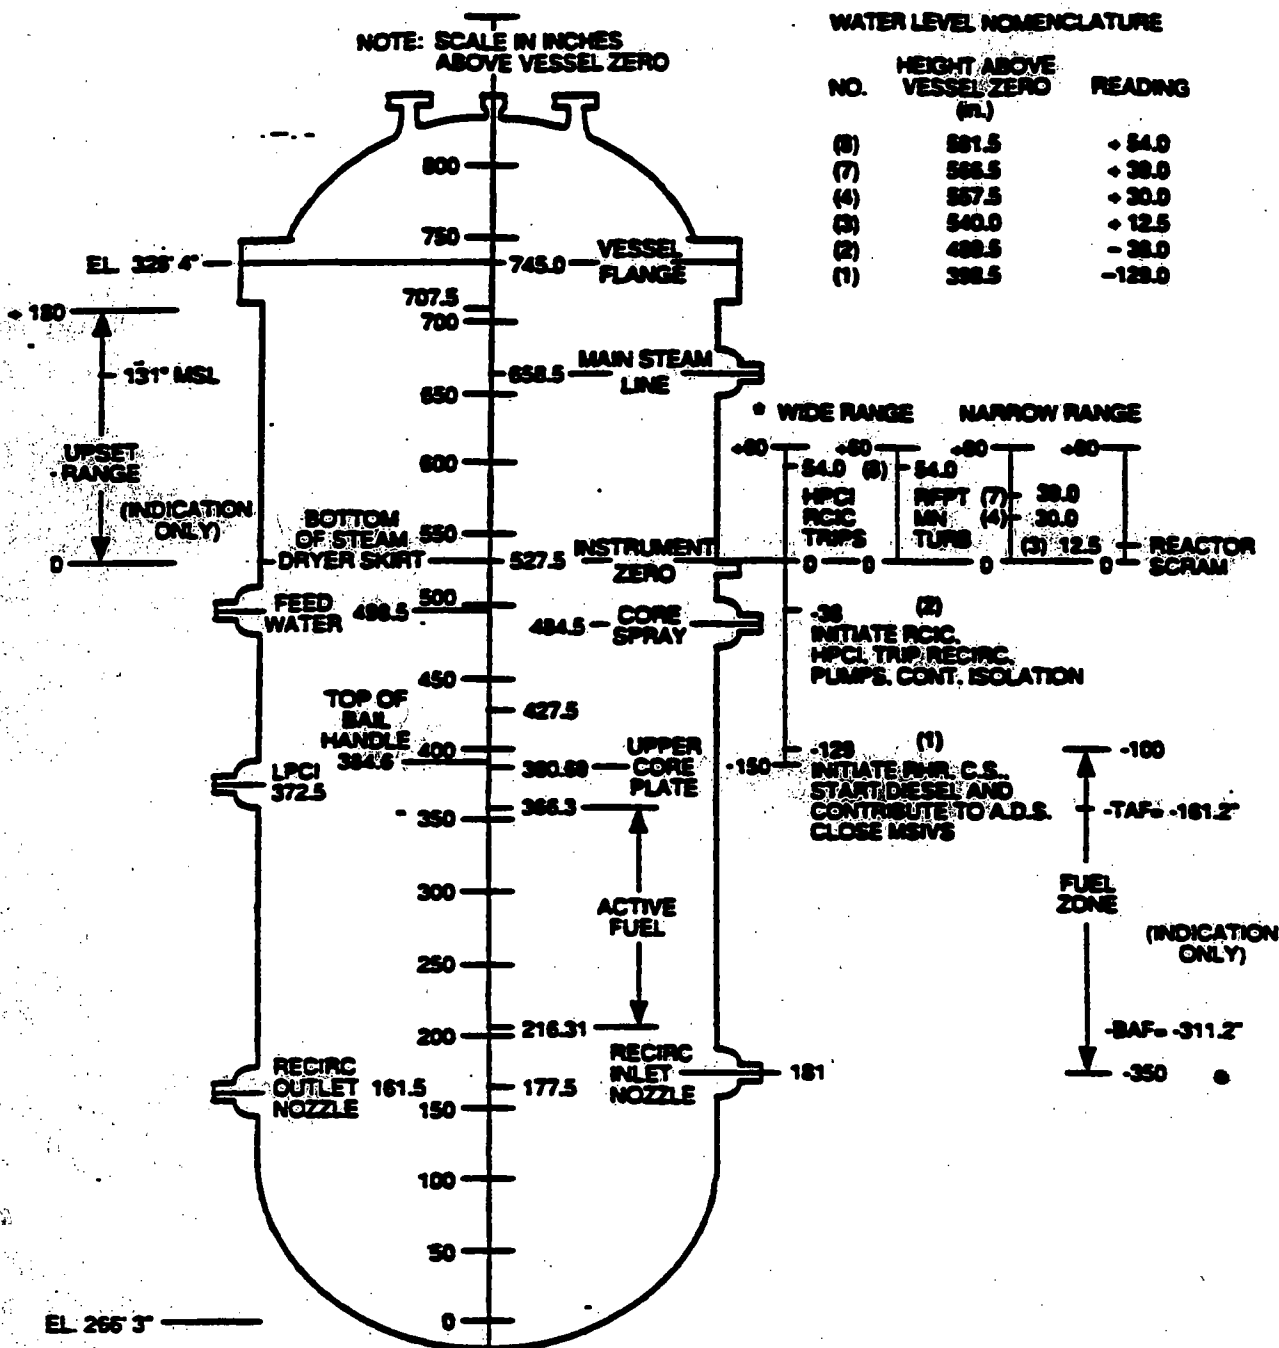 NOTE: SCALE IN INCHES
ABOVE VESSEL ZERO
WATER LEVEL NOMENCLATURE
NO. HEIGHT ABOVE VESSEL ZERO (in.) READING
(8) 581.5 + 54.0
(7) 566.5 + 39.0
(4) 557.5 + 30.0
(3) 540.0 + 12.5
(2) 489.5 - 38.0
(1) 398.5 -129.0
800
750
EL. 328' 4"
745.0
VESSEL
FLANGE
707.5
700
+ 180
131" MSL
UPSET
RANGE
(INDICATION
ONLY)
0
658.5
MAIN STEAM
LINE
650
600
550
BOTTOM
OF STEAM
DRYER SKIRT
527.5
INSTRUMENT
ZERO
* WIDE RANGE
NARROW RANGE
+60 +60 +60 +60
54.0 (8) 54.0
HPCI
RCIC
TRIPS
RFPT (7) 39.0
MN (4) 30.0
TURB
(3) 12.5
REACTOR
SCRAM
0 0 0 0
FEED
WATER
498.5
500
484.5
CORE
SPRAY
-38 (2)
INITIATE RCIC.
HPCI. TRIP RECIRC.
PUMPS. CONT. ISOLATION
450
427.5
TOP OF
BAIL
HANDLE
384.6
400
380.69
UPPER
CORE
PLATE
LPCI
372.5
366.3
350
-129 (1)
-150
INITIATE RHR. C.S..
START DIESEL AND
CONTRIBUTE TO A.D.S.
CLOSE MSIVS
-100
-TAF= -161.2"
FUEL
ZONE
(INDICATION
ONLY)
-BAF= -311.2"
-350
300
ACTIVE
FUEL
250
216.31
200
RECIRC
INLET
NOZZLE
181
RECIRC
OUTLET
NOZZLE
161.5
177.5
150
100
50
EL. 265' 3"
0